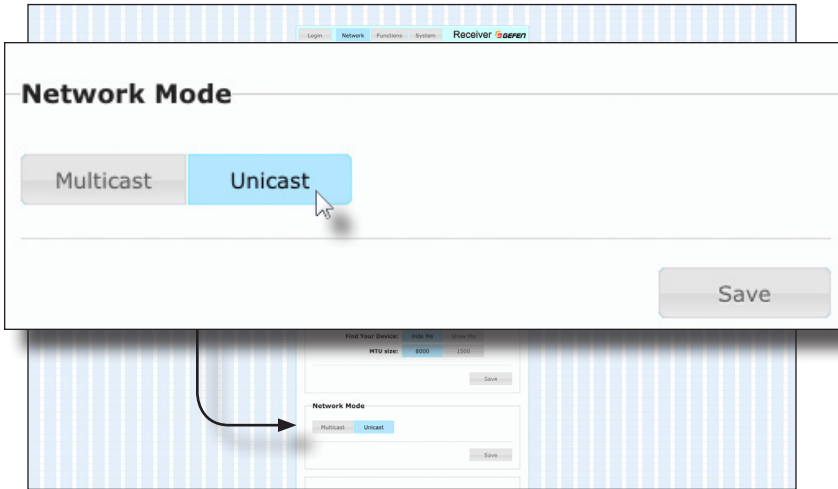 Login Network Functions System Receiver GEFEN
Network Mode
Multicast Unicast
Save
Find Your Device: Hide Me Show Me
MTU size: 8000 1500
Save
Network Mode
Multicast Unicast
Save